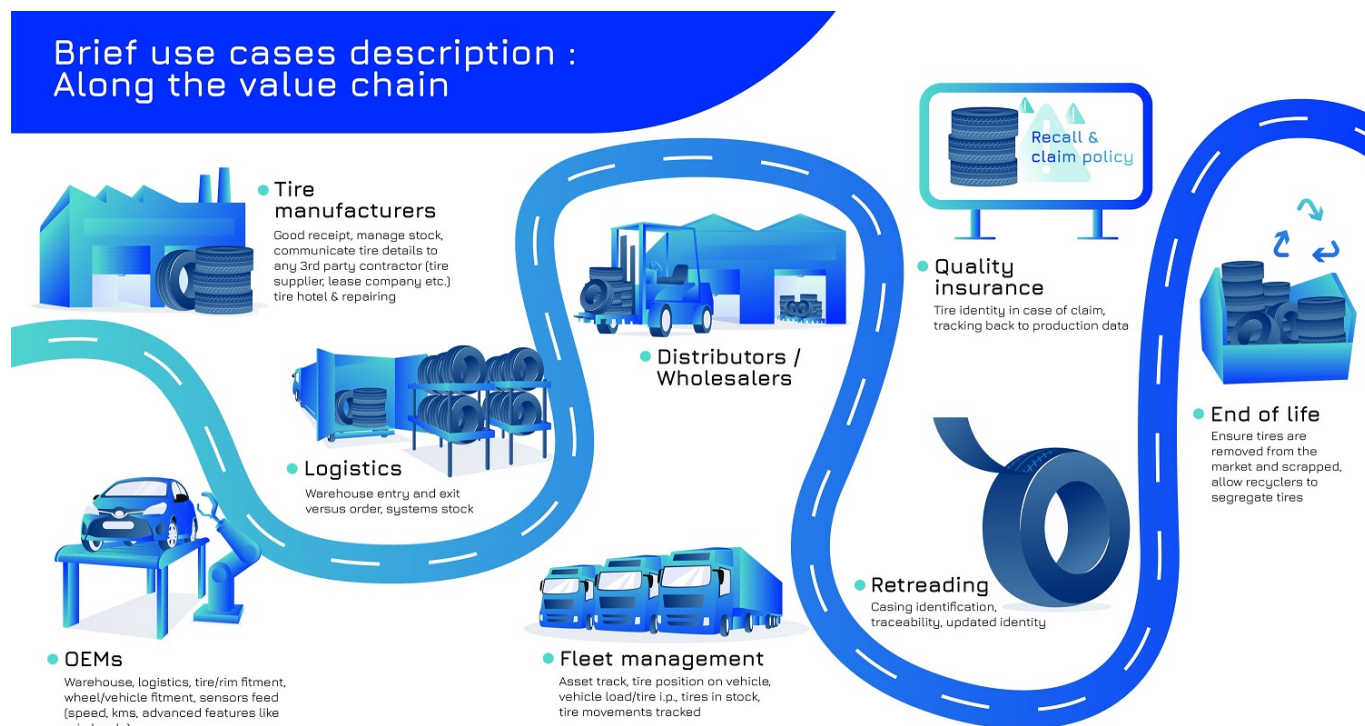 Brief use cases description :
Along the value chain
Tire
manufacturers
Good receipt, manage stock,
communicate tire details to
any 3rd party contractor (tire
supplier, lease company etc.)
tire hotel & repairing
Logistics
Warehouse entry and exit
versus order, systems stock
OEMs
Warehouse, logistics, tire/rim fitment,
wheel/vehicle fitment, sensors feed
(speed, kms, advanced features like
Distributors /
Wholesalers
Fleet management
Asset track, tire position on vehicle,
vehicle load/tire i.p., tires in stock,
tire movements tracked
Recall &
claim policy
Quality
insurance
Tire identity in case of claim,
tracking back to production data
Retreading
Casing identification,
traceability, updated identity
End of life
Ensure tires are
removed from the
market and scrapped,
allow recyclers to
segregate tires